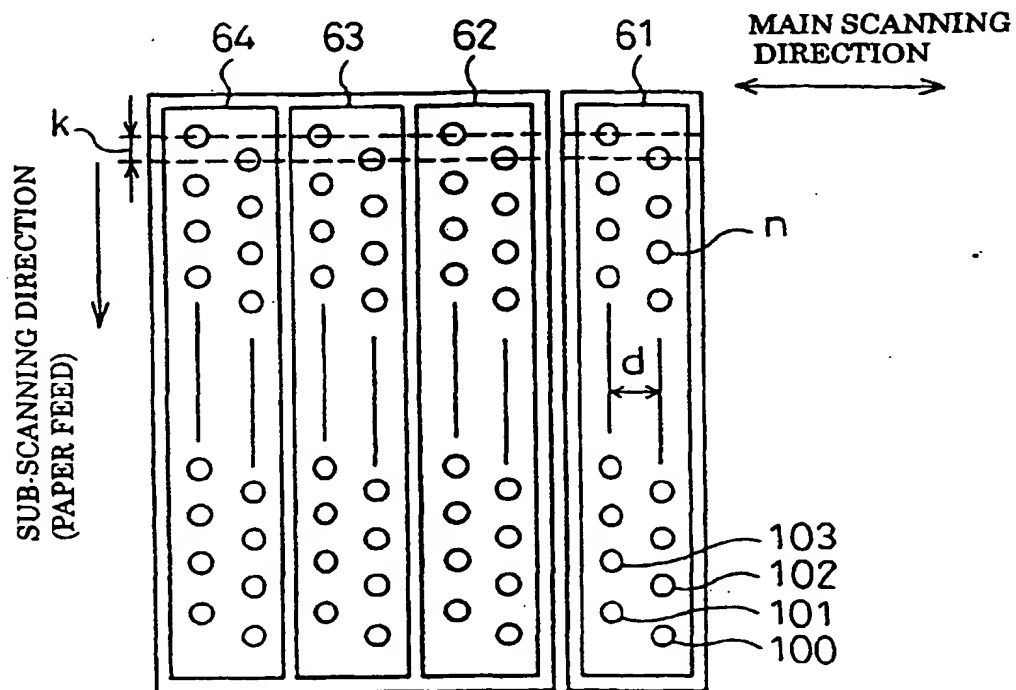 64
63
62
61
MAIN SCANNING
DIRECTION
k
SUB-SCANNING DIRECTION
(PAPER FEED)
n
d
103
102
101
100